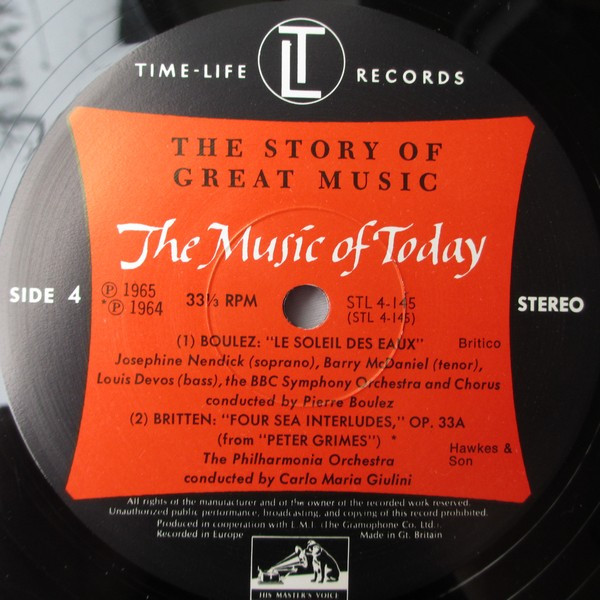 TIME-LIFE TL RECORDS
THE STORY OF
GREAT MUSIC
The Music of Today
SIDE 4
℗ 1965
*℗ 1964
33⅓ RPM
STL 4-145
(STL 4-145)
STEREO
(1) BOULEZ: "LE SOLEIL DES EAUX" Britico
Josephine Nendick (soprano), Barry McDaniel (tenor),
Louis Devos (bass), the BBC Symphony Orchestra and Chorus
conducted by Pierre Boulez
(2) BRITTEN: "FOUR SEA INTERLUDES," OP. 33A
(from "PETER GRIMES") *
Hawkes &
Son
The Philharmonia Orchestra
conducted by Carlo Maria Giulini
All rights of the manufacturer and of the owner of the recorded work reserved.
Unauthorized public performance, broadcasting, and copying of this record prohibited.
Produced in cooperation with E.M.I. (The Gramophone Co. Ltd.).
Recorded in Europe Made in Gt. Britain
HIS MASTER'S VOICE